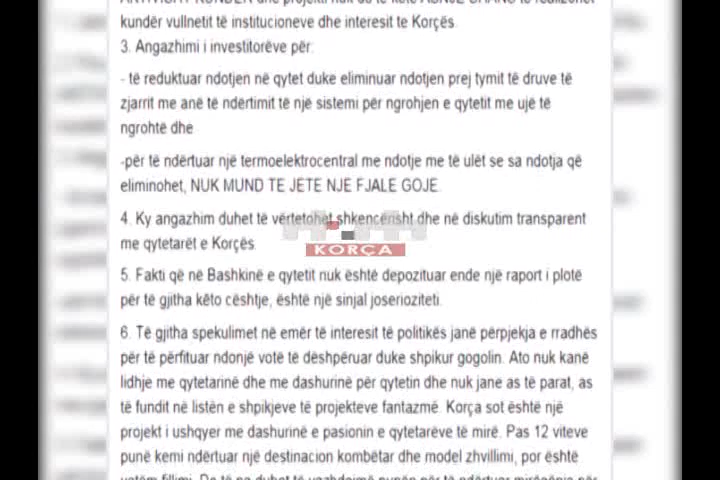 kundër vullnetit të institucioneve dhe interesit te Korçës.
3. Angazhimi i investitorëve për:
- të reduktuar ndotjen në qytet duke eliminuar ndotjen prej tymit të druve të
zjarrit me anë të ndërtimit të një sistemi për ngrohjen e qytetit me ujë të
ngrohtë dhe
-për të ndërtuar një termoelektrocentral me ndotje me të ulët se sa ndotja që
eliminohet, NUK MUND TE JETE NJE FJALE GOJE.
4. Ky angazhim duhet të vërtetohet shkencërisht dhe në diskutim transparent
me qytetarët e Korçës.
KORÇA
5. Fakti që në Bashkinë e qytetit nuk është depozituar ende një raport i plotë
për të gjitha këto cështje, është një sinjal joserioziteti.
6. Të gjitha spekulimet në emër të interesit të politikës janë përpjekja e rradhës
për të përfituar ndonjë votë të dëshpëruar duke shpikur gogolin. Ato nuk kanë
lidhje me qytetarinë dhe me dashurinë për qytetin dhe nuk jane as të parat, as
të fundit në listën e shpikjeve të projekteve fantazmë. Korça sot është një
projekt i ushqyer me dashurinë e pasionin e qytetarëve të mirë. Pas 12 viteve
punë kemi ndërtuar një destinacion kombëtar dhe model zhvillimi, por është